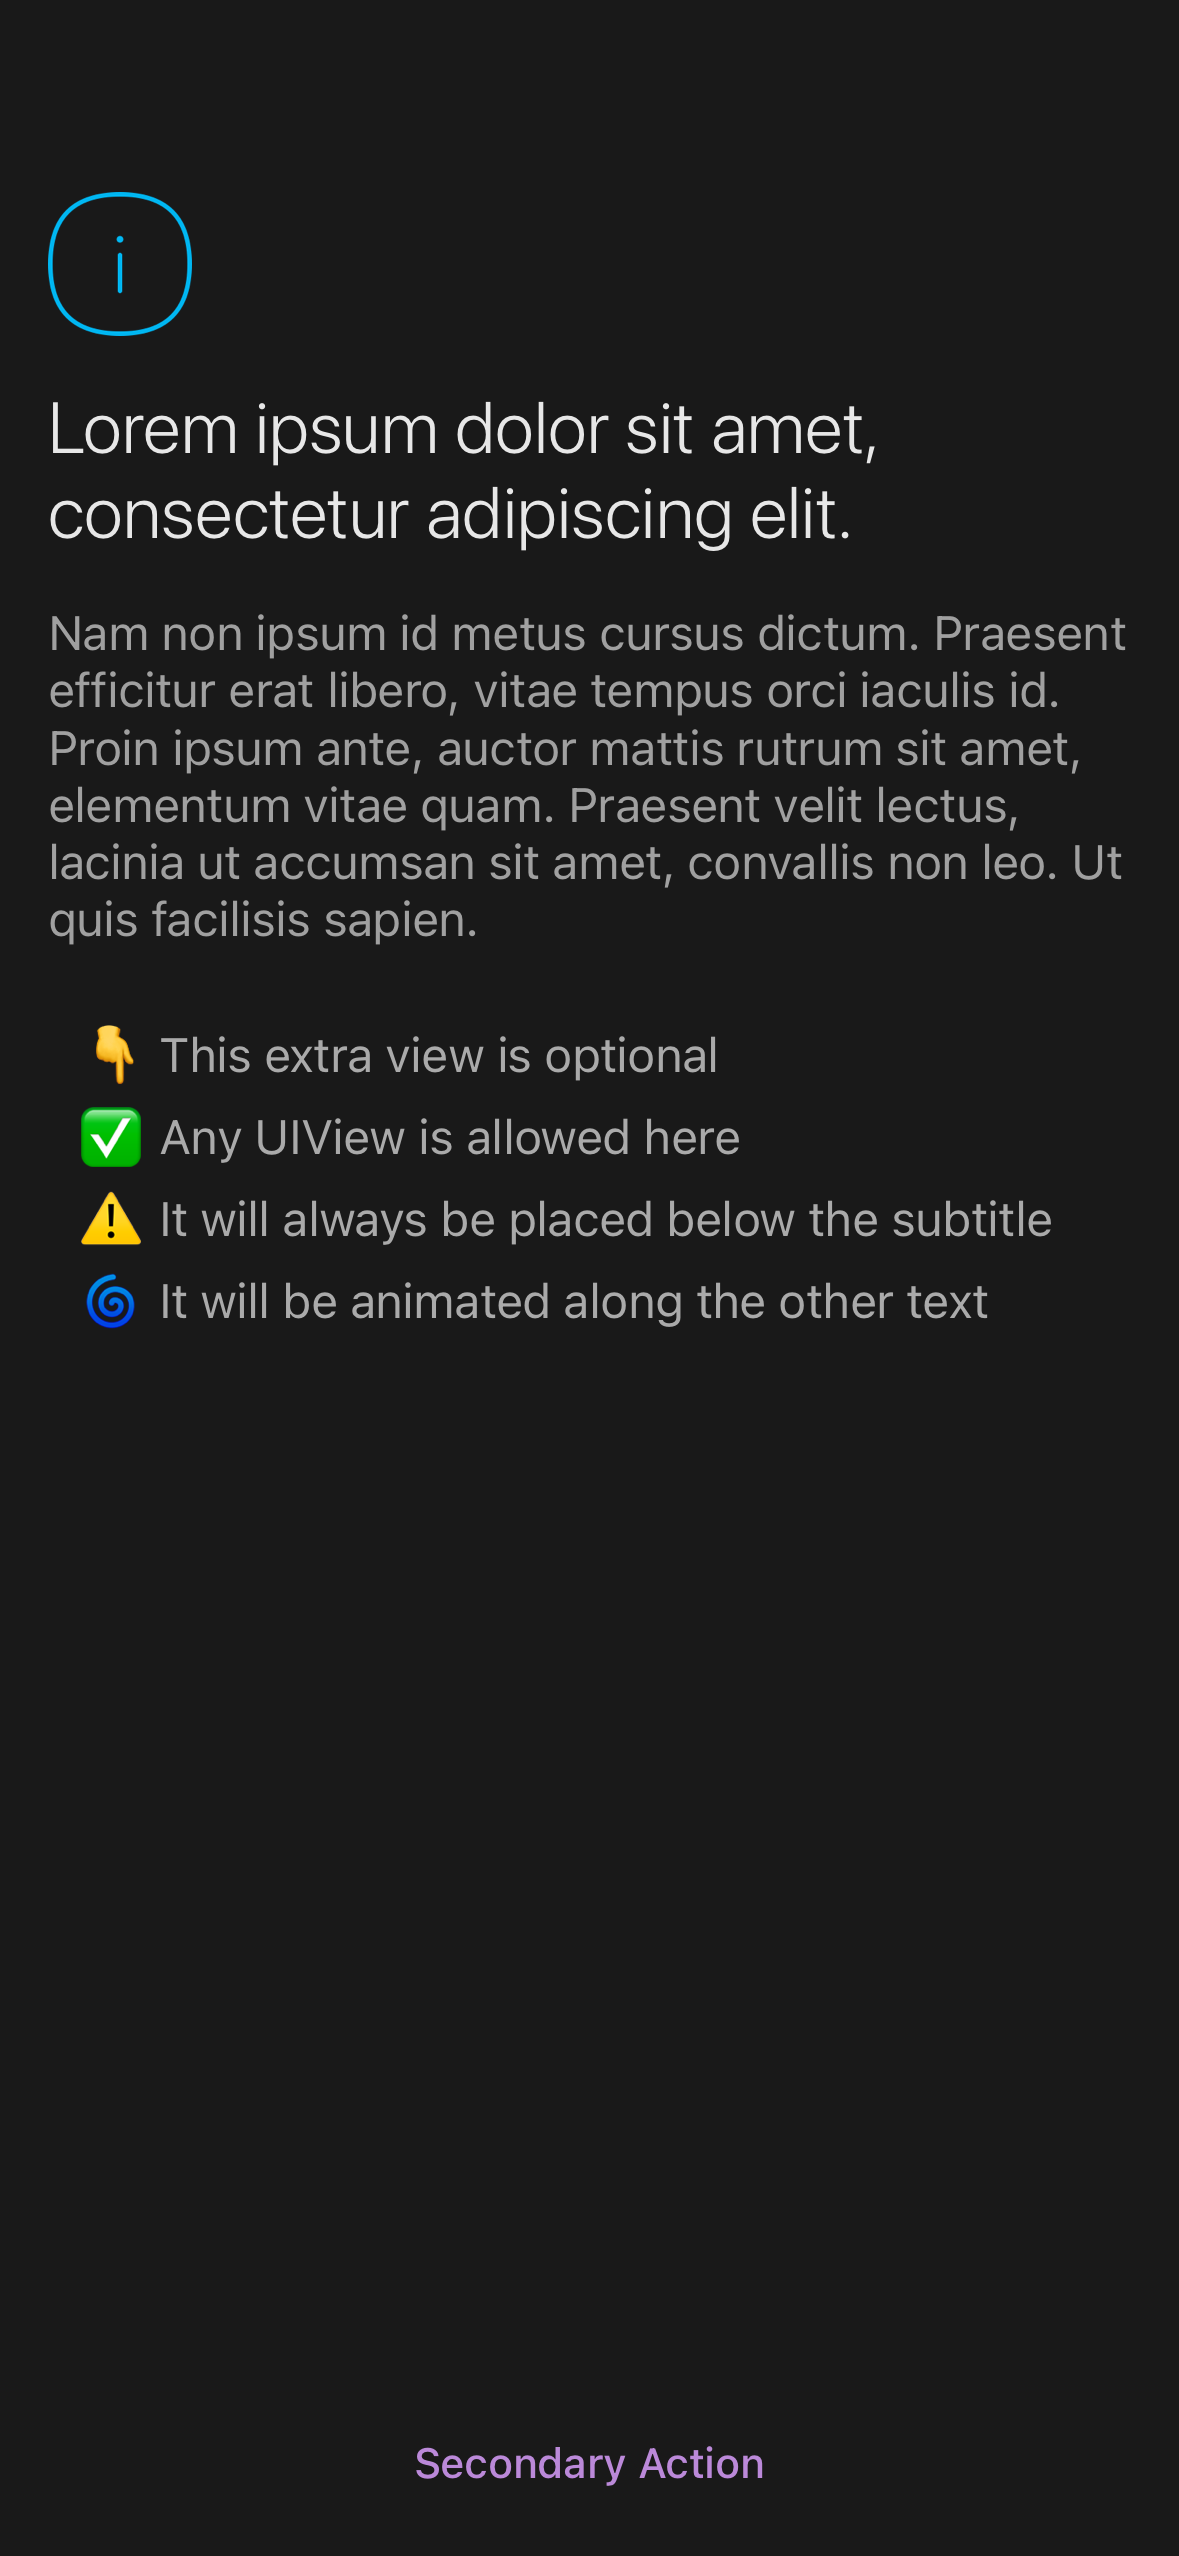 Lorem ipsum dolor sit amet,
consectetur adipiscing elit.
Nam non ipsum id metus cursus dictum. Praesent
efficitur erat libero, vitae tempus orci iaculis id.
Proin ipsum ante, auctor mattis rutrum sit amet,
elementum vitae quam. Praesent velit lectus,
lacinia ut accumsan sit amet, convallis non leo. Ut
quis facilisis sapien.
👇 This extra view is optional
✅ Any UIView is allowed here
⚠️ It will always be placed below the subtitle
🌀 It will be animated along the other text
Secondary Action